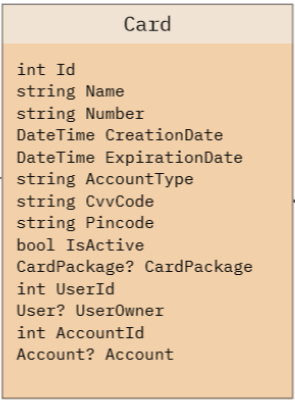 Card
int Id
string Name
string Number
DateTime CreationDate
DateTime ExpirationDate
string AccountType
string CvvCode
string Pincode
bool IsActive
CardPackage? CardPackage
int UserId
User? UserOwner
int AccountId
Account? Account